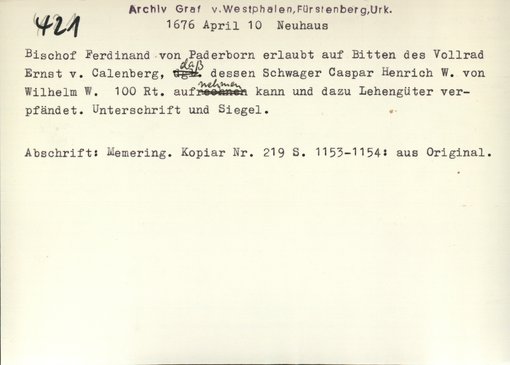 Archiv Graf v.Westphalen,Fürstenberg,Urk.
421
1676 April 10 Neuhaus
Bischof Ferdinand von Paderborn erlaubt auf Bitten des Vollrad
Ernst v. Calenberg, daß dessen Schwager Caspar Henrich W. von
Wilhelm W. 100 Rt. aufnehmen kann und dazu Lehengüter ver-
pfändet. Unterschrift und Siegel.
Abschrift: Memering. Kopiar Nr. 219 S. 1153-1154: aus Original.